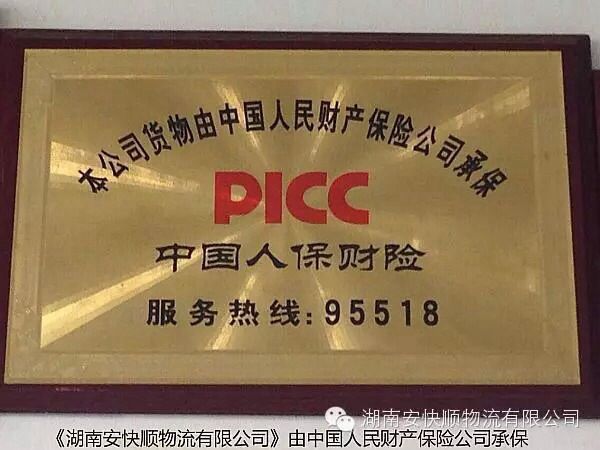 本公司货物由中国人民财产保险公司承保
PICC
中国人保财险
服务热线:95518
湖南安快顺物流有限公司
《湖南安快顺物流有限公司》由中国人民财产保险公司承保